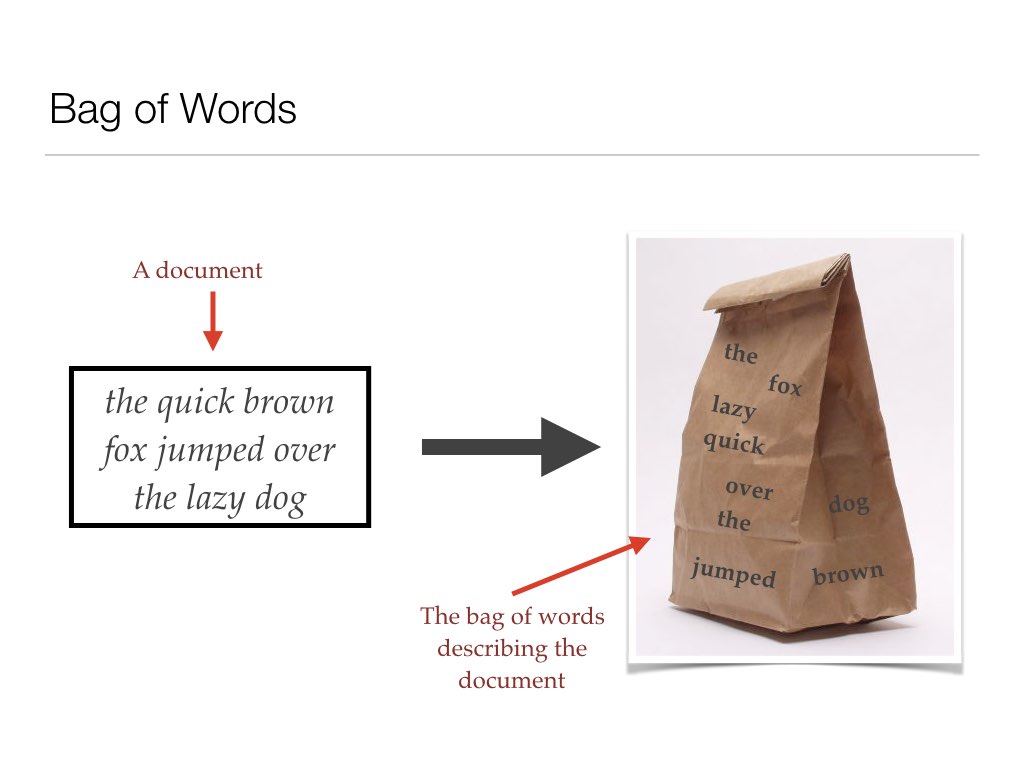 Bag of Words
A document
the quick brown
fox jumped over
the lazy dog
the
fox
lazy
quick
over
the
dog
jumped
brown
The bag of words
describing the
document